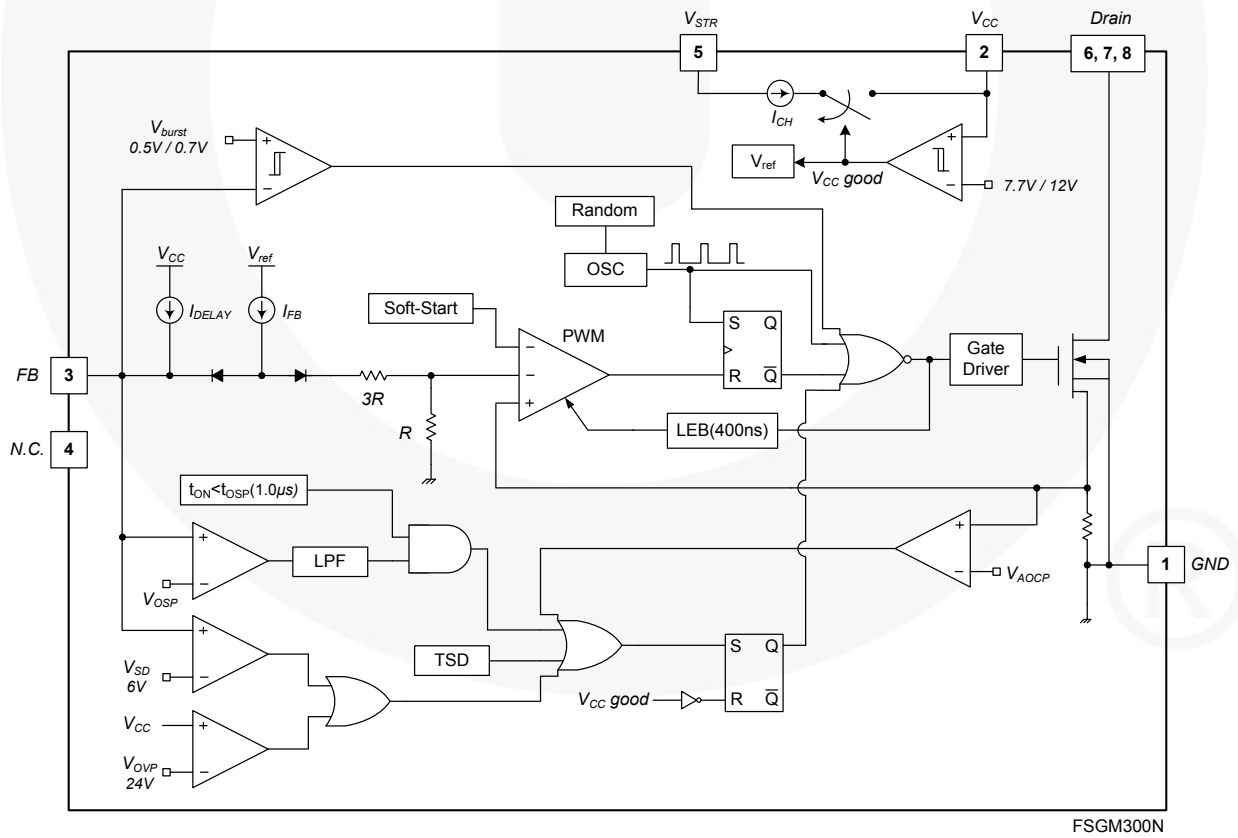 VSTR
VCC
Drain
5
2
6, 7, 8
ICH
Vburst
0.5V / 0.7V
+
−
Vref
VCC good
+
−
7.7V / 12V
Random
OSC
VCC
Vref
IDELAY
IFB
Soft-Start
PWM
−
−
+
S Q
R Q̅
Gate
Driver
FB
3
3R
R
LEB(400ns)
N.C.
4
tON<tOSP(1.0µs)
+
−
VOSP
LPF
+
−
VAOCP
1
GND
®
+
−
VSD
6V
TSD
S Q
R Q̅
VCC good
VCC
+
−
VOVP
24V
FSGM300N